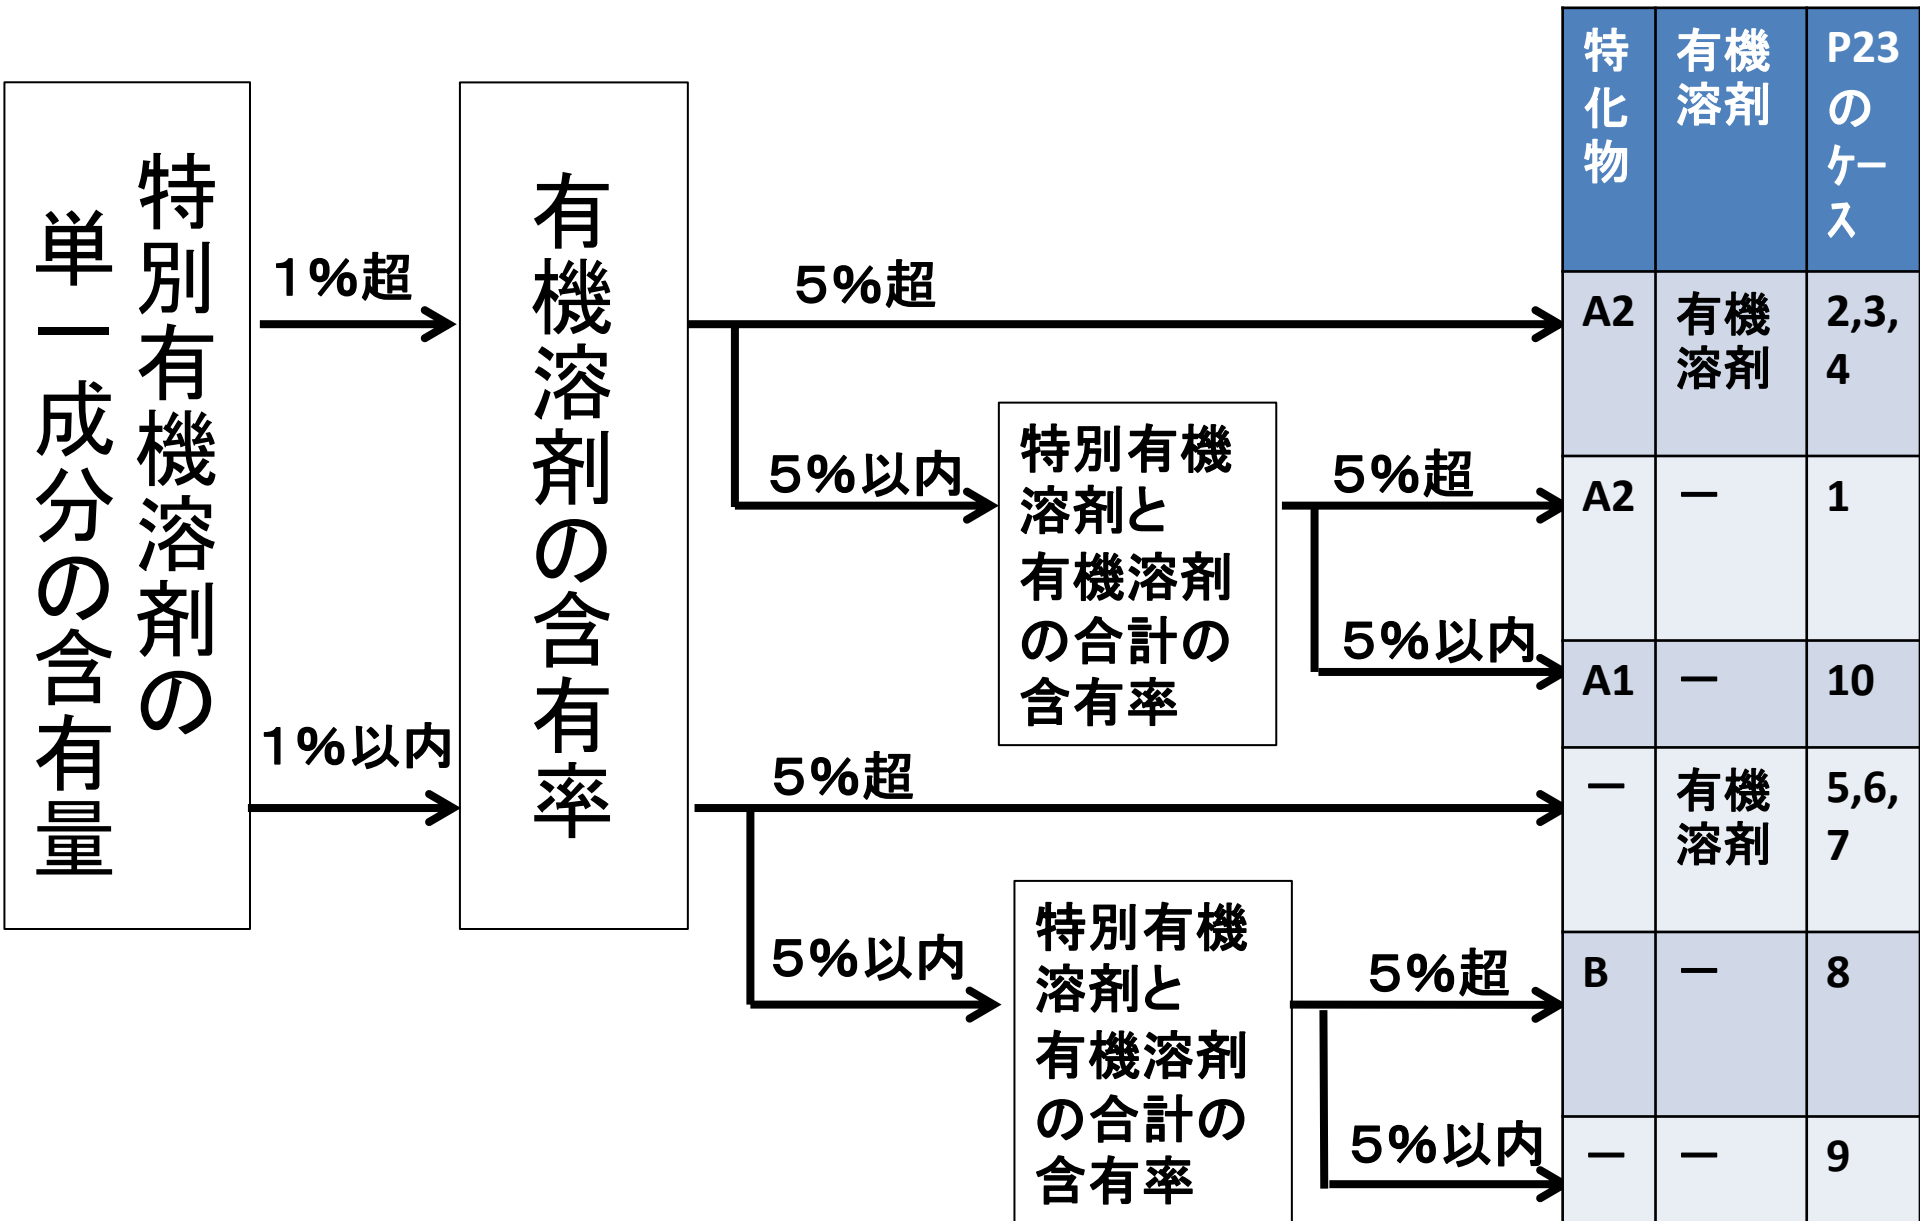 特別有機溶剤の
単一成分の含有量
1%超
1%以内
有機溶剤の含有率
5%超
5%以内
特別有機
溶剤と
有機溶剤
の合計の
含有率
5%超
5%以内
5%超
5%以内
特別有機
溶剤と
有機溶剤
の合計の
含有率
5%超
5%以内
特化物
有機
溶剤
P23
の
ケー
ス
A2
有機
溶剤
2,3,
4
A2
ー
1
A1
ー
10
ー
有機
溶剤
5,6,
7
B
ー
8
ー
ー
9